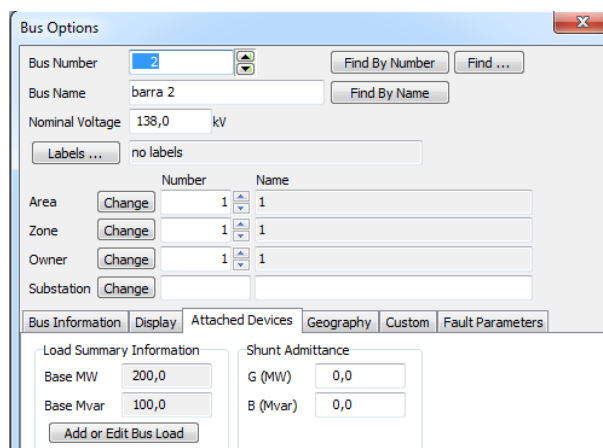 Bus Options
Bus Number 2 Find By Number Find ...
Bus Name barra 2 Find By Name
Nominal Voltage 138,0 kV
Labels ... no labels
Number Name
Area Change 1 1
Zone Change 1 1
Owner Change 1 1
Substation Change
Bus Information Display Attached Devices Geography Custom Fault Parameters
Load Summary Information Shunt Admittance
Base MW 200,0 G (MW) 0,0
Base Mvar 100,0 B (Mvar) 0,0
Add or Edit Bus Load